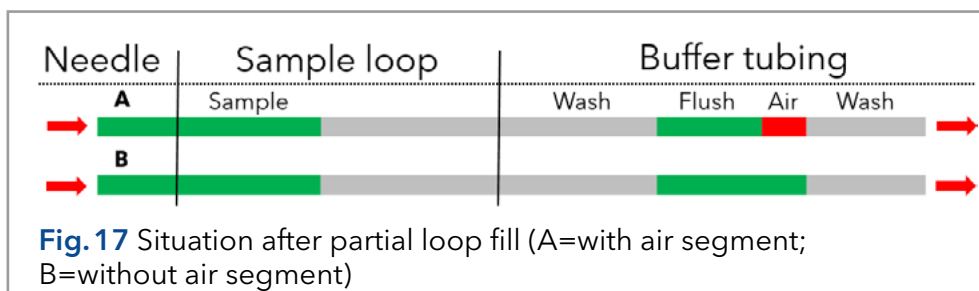 Needle Sample loop Buffer tubing
A Sample Wash Flush Air Wash
B
Fig. 17 Situation after partial loop fill (A=with air segment;
B=without air segment)